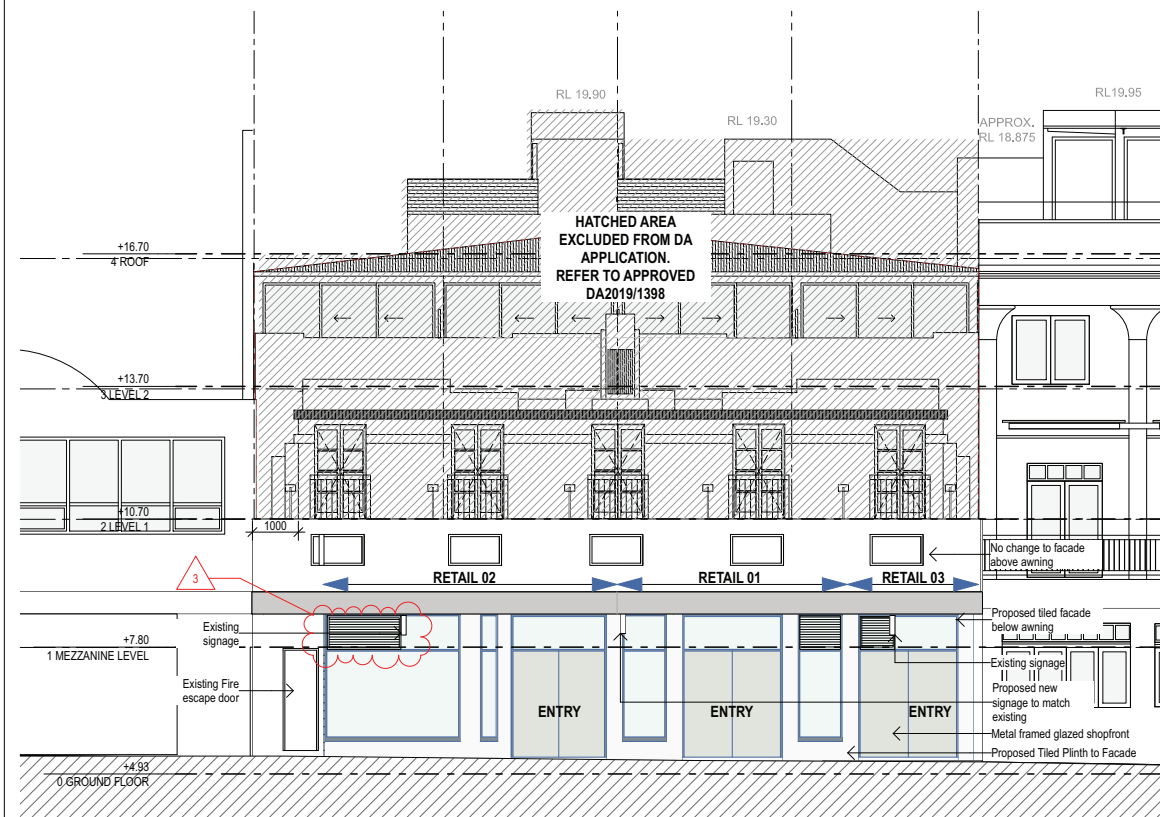 RL 19.90
RL 19.30
RL19.95
APPROX.
RL 18.875
HATCHED AREA
EXCLUDED FROM DA
APPLICATION.
REFER TO APPROVED
DA2019/1398
+16.70
4 ROOF
+13.70
3 LEVEL 2
+10.70
2 LEVEL 1
1000
No change to facade
above awning
3
RETAIL 02
RETAIL 01
RETAIL 03
Existing
signage
Proposed tiled facade
below awning
+7.80
1 MEZZANINE LEVEL
Existing signage
Existing Fire
escape door
Proposed new
signage to match
existing
ENTRY
ENTRY
ENTRY
Metal framed glazed shopfront
Proposed Tiled Plinth to Facade
+4.93
0 GROUND FLOOR